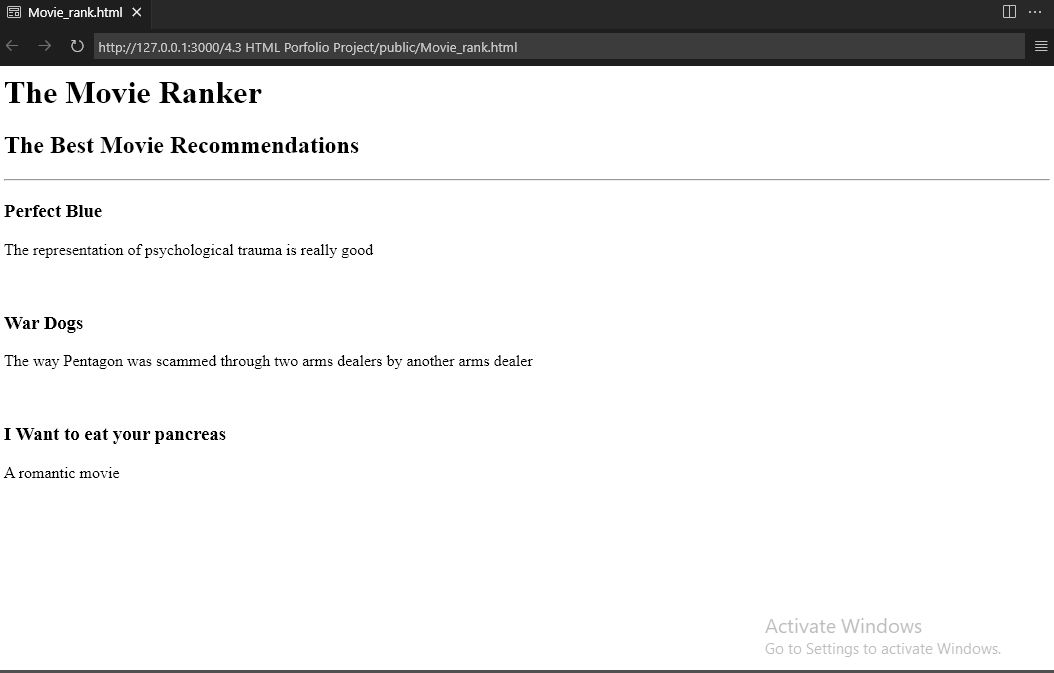 Movie_rank.html
http://127.0.0.1:3000/4.3 HTML Porfolio Project/public/Movie_rank.html
The Movie Ranker
The Best Movie Recommendations
Perfect Blue
The representation of psychological trauma is really good
War Dogs
The way Pentagon was scammed through two arms dealers by another arms dealer
I Want to eat your pancreas
A romantic movie
Activate Windows
Go to Settings to activate Windows.